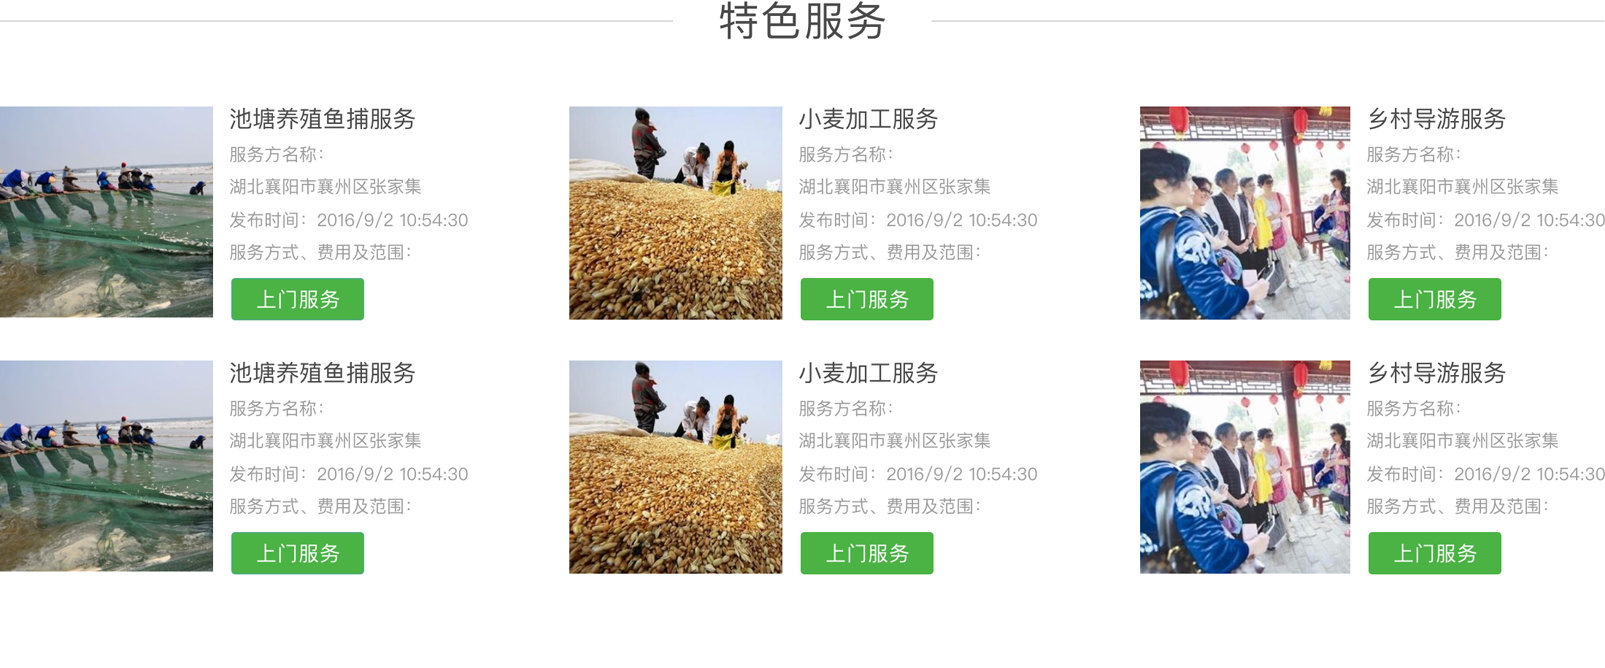 特色服务
池塘养殖鱼捕服务
服务方名称：
湖北襄阳市襄州区张家集
发布时间：2016/9/2 10:54:30
服务方式、费用及范围：
上门服务
小麦加工服务
服务方名称：
湖北襄阳市襄州区张家集
发布时间：2016/9/2 10:54:30
服务方式、费用及范围：
上门服务
乡村导游服务
服务方名称：
湖北襄阳市襄州区张家集
发布时间：2016/9/2 10:54:30
服务方式、费用及范围：
上门服务
池塘养殖鱼捕服务
服务方名称：
湖北襄阳市襄州区张家集
发布时间：2016/9/2 10:54:30
服务方式、费用及范围：
上门服务
小麦加工服务
服务方名称：
湖北襄阳市襄州区张家集
发布时间：2016/9/2 10:54:30
服务方式、费用及范围：
上门服务
乡村导游服务
服务方名称：
湖北襄阳市襄州区张家集
发布时间：2016/9/2 10:54:30
服务方式、费用及范围：
上门服务